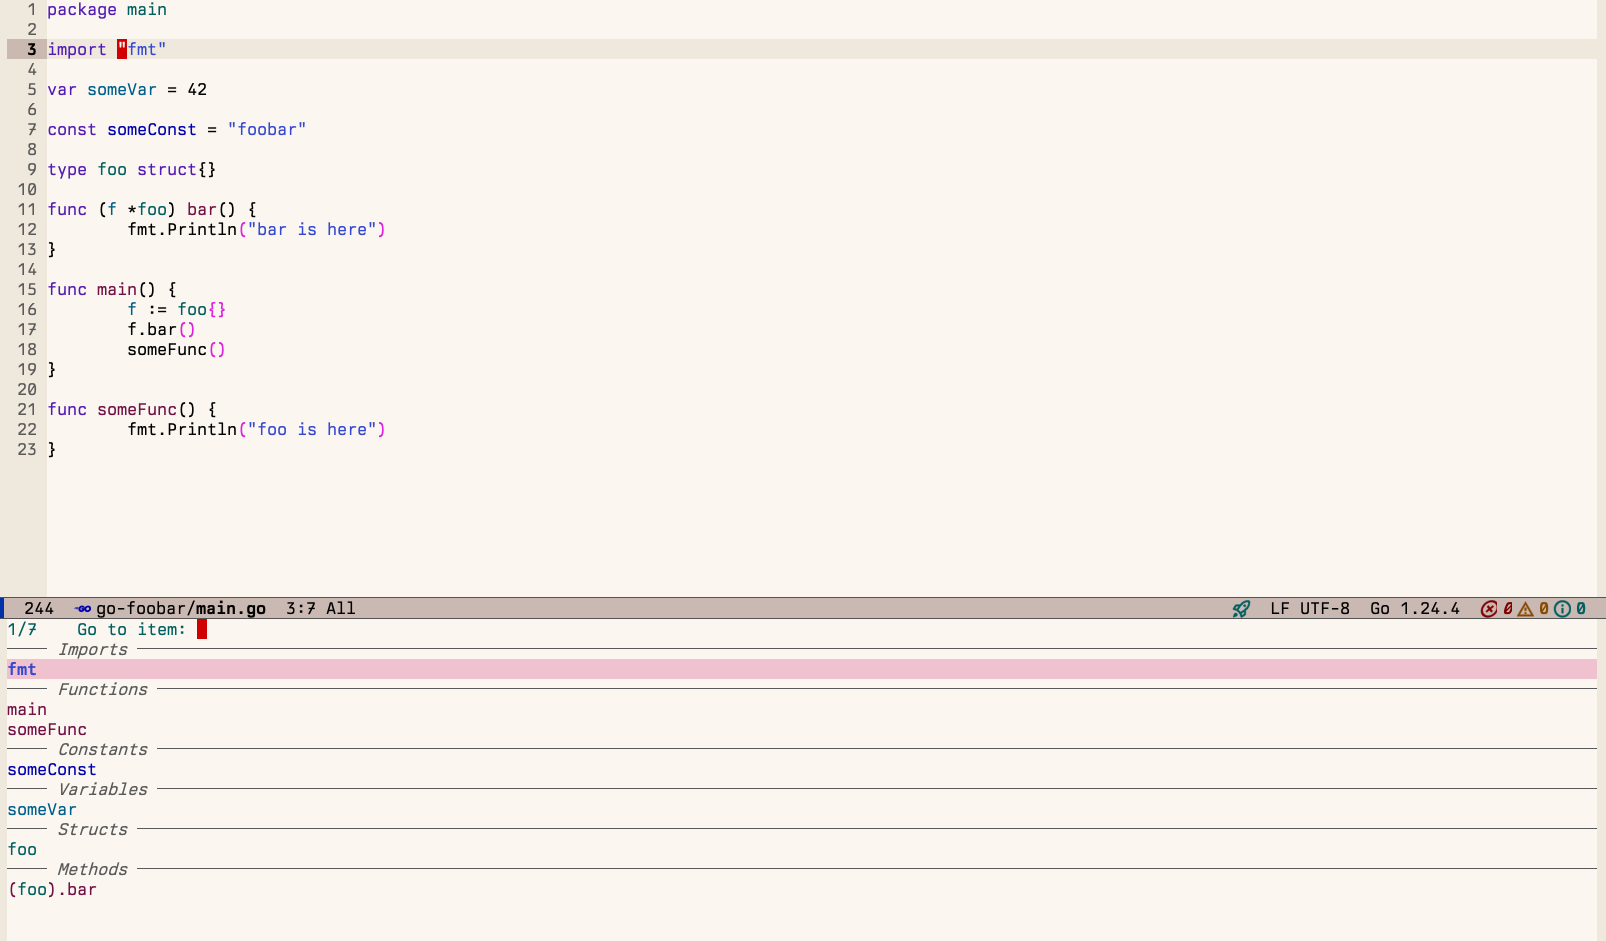 1 package main
2
3 import "fmt"
4
5 var someVar = 42
6
7 const someConst = "foobar"
8
9 type foo struct{}
10
11 func (f *foo) bar() {
12         fmt.Println("bar is here")
13 }
14
15 func main() {
16         f := foo{}
17         f.bar()
18         someFunc()
19 }
20
21 func someFunc() {
22         fmt.Println("foo is here")
23 }
244 GO go-foobar/main.go 3:7 All LF UTF-8 Go 1.24.4 0 0 0
1/7 Go to item:
Imports
fmt
Functions
main
someFunc
Constants
someConst
Variables
someVar
Structs
foo
Methods
(foo).bar